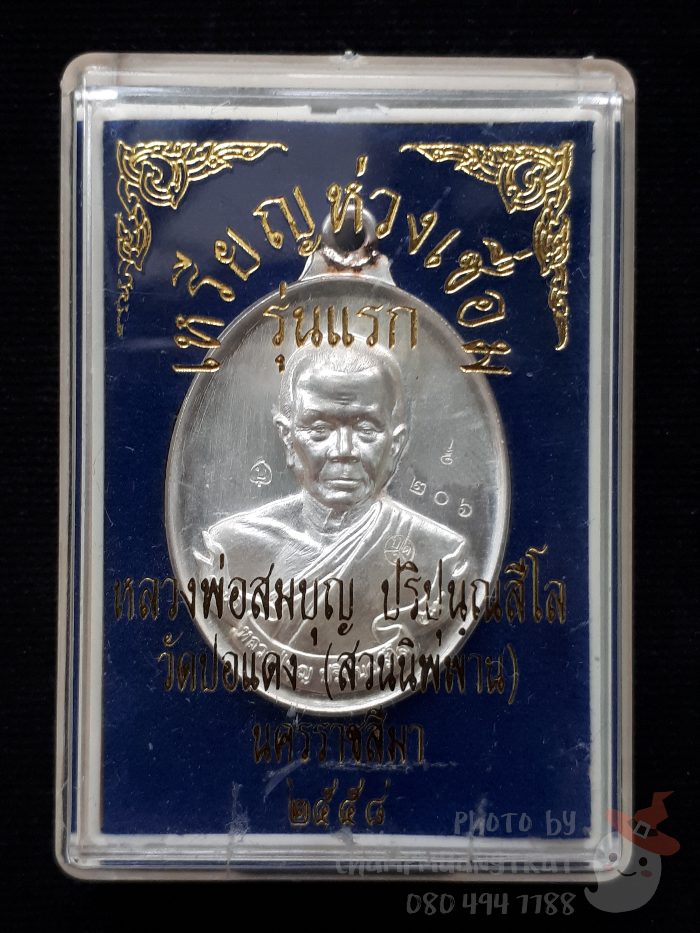 เหรียญห่วงเชื่อม
รุ่นแรก
๒๐๖
หลวงพ่อสมบุญ ปริปุนฺณสีโล
วัดปอแดง (สวนนิพพาน)
นครราชสีมา
๒๕๕๘
PHOTO BY
080 494 7788